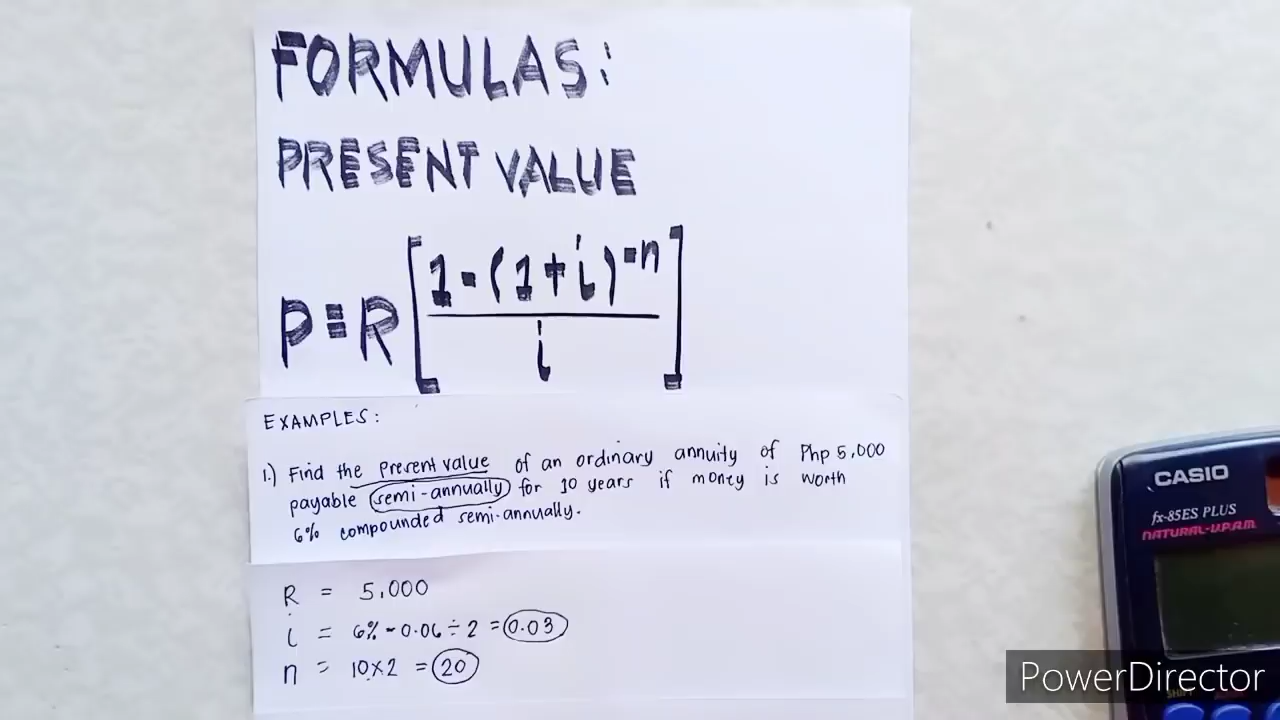 FORMULAS:
PRESENT VALUE
P=R[1-(1+i)^-n / i]
EXAMPLES:
1.) Find the present value of an ordinary annuity of Php 5,000
payable semi-annually for 10 years if money is worth
6% compounded semi-annually.
R = 5,000
i = 6% - 0.06 ÷ 2 = 0.03
n = 10x2 = 20
CASIO
fx-85ES PLUS
NATURAL-V.P.A.M.
PowerDirector